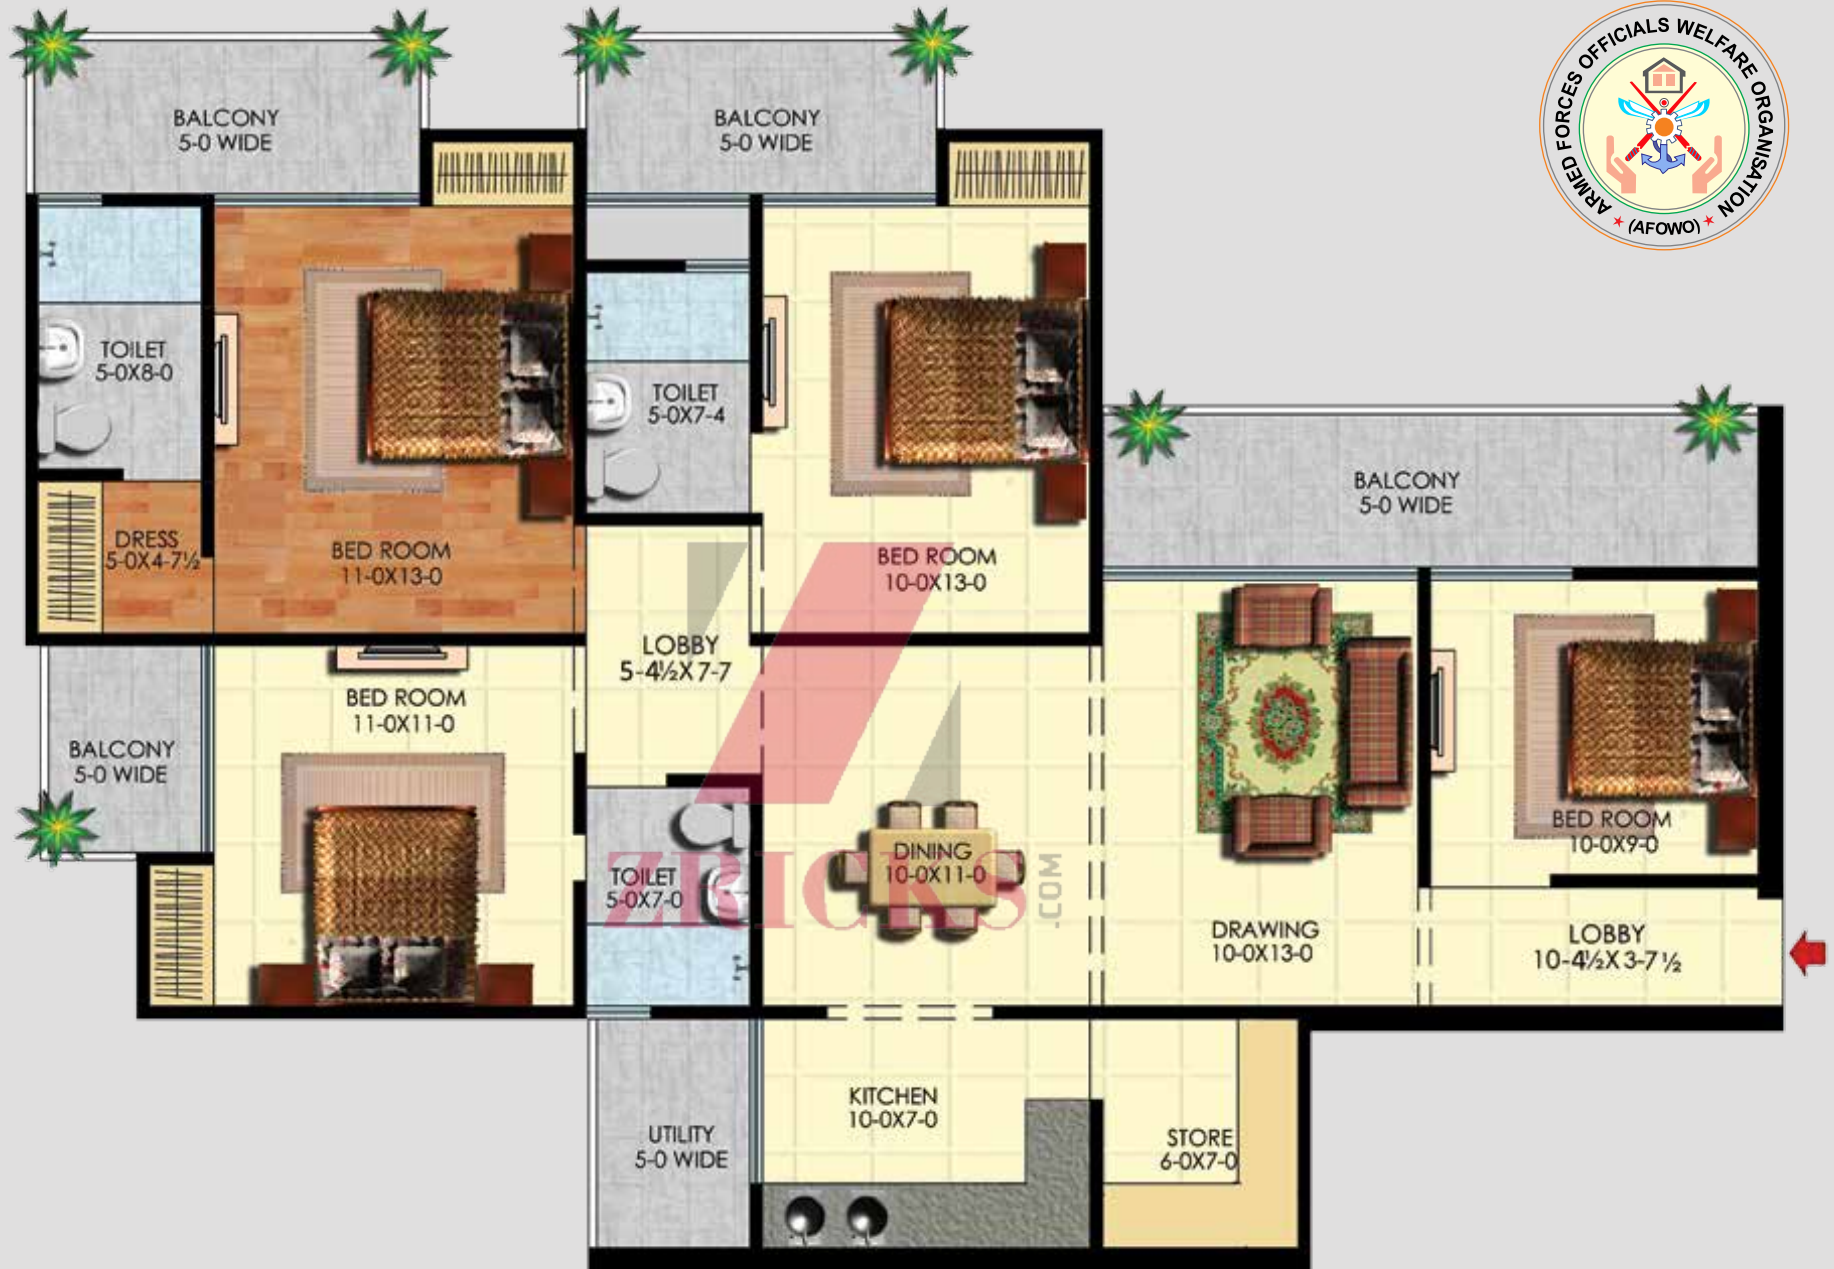 ARMED FORCES OFFICIALS WELFARE ORGANISATION
(AFOWO)
BALCONY
5-0 WIDE
BALCONY
5-0 WIDE
TOILET
5-0X8-0
TOILET
5-0X7-4
BALCONY
5-0 WIDE
DRESS
5-0X4-7½
BED ROOM
11-0X13-0
BED ROOM
10-0X13-0
LOBBY
5-4½X7-7
BED ROOM
11-0X11-0
BALCONY
5-0 WIDE
BED ROOM
10-0X9-0
DINING
10-0X11-0
TOILET
5-0X7-0
ZRICKS
.COM
DRAWING
10-0X13-0
LOBBY
10-4½X3-7½
KITCHEN
10-0X7-0
UTILITY
5-0 WIDE
STORE
6-0X7-0